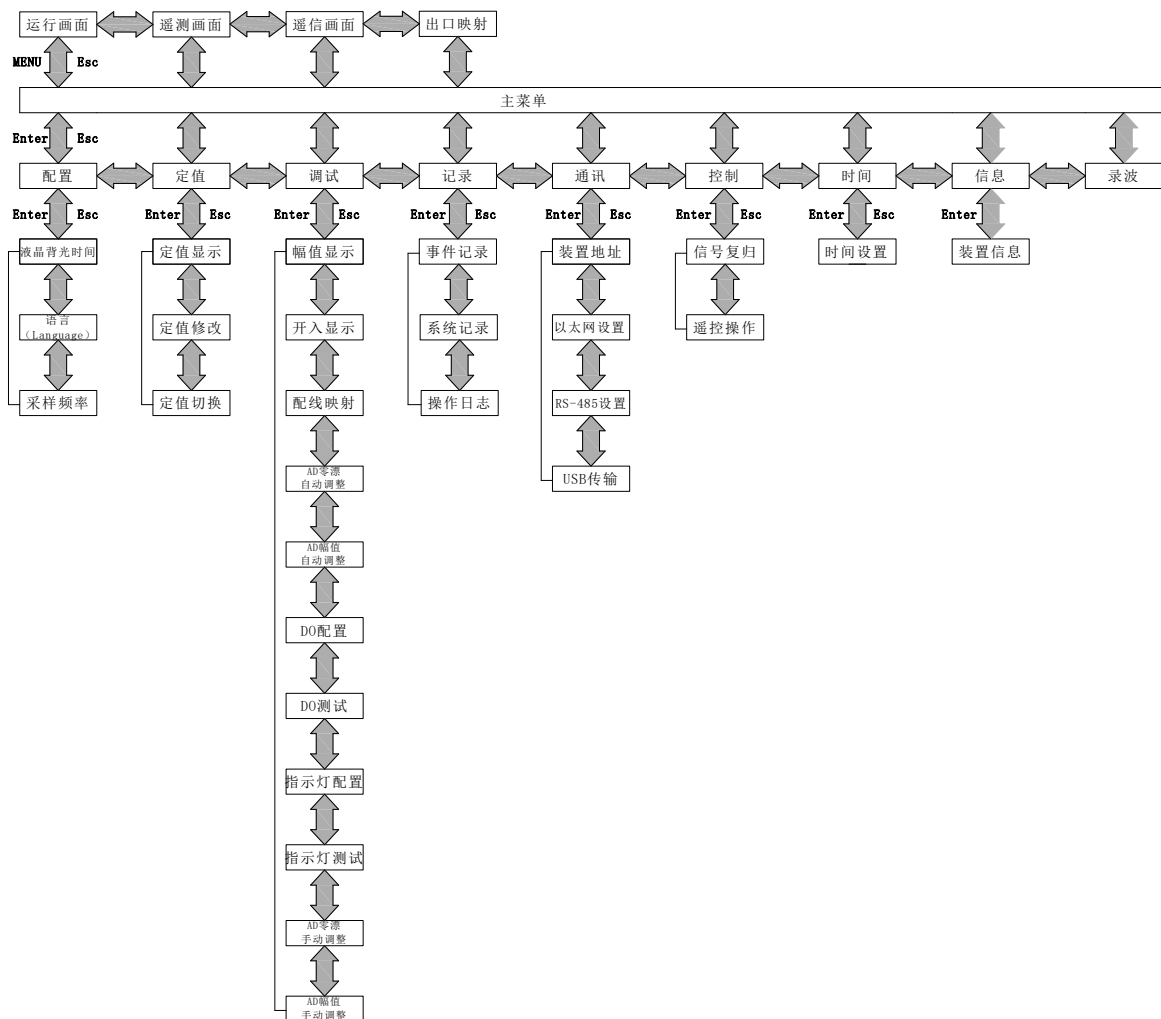 运行画面 遥测画面 遥信画面 出口映射
MENU Esc
主菜单
Enter Esc
配置 定值 调试 记录 通讯 控制 时间 信息 录波
Enter Esc Enter Esc Enter Esc Enter Esc Enter Esc Enter Esc Enter Esc Enter
液晶背光时间 定值显示 幅值显示 事件记录 装置地址 信号复归 时间设置 装置信息
语言
(Language)
定值修改 开入显示 系统记录 以太网设置 遥控操作
采样频率 定值切换 配线映射 操作日志 RS-485设置
AD零漂
自动调整
USB传输
AD幅值
自动调整
DO配置
DO测试
指示灯配置
指示灯测试
AD零漂
手动调整
AD幅值
手动调整